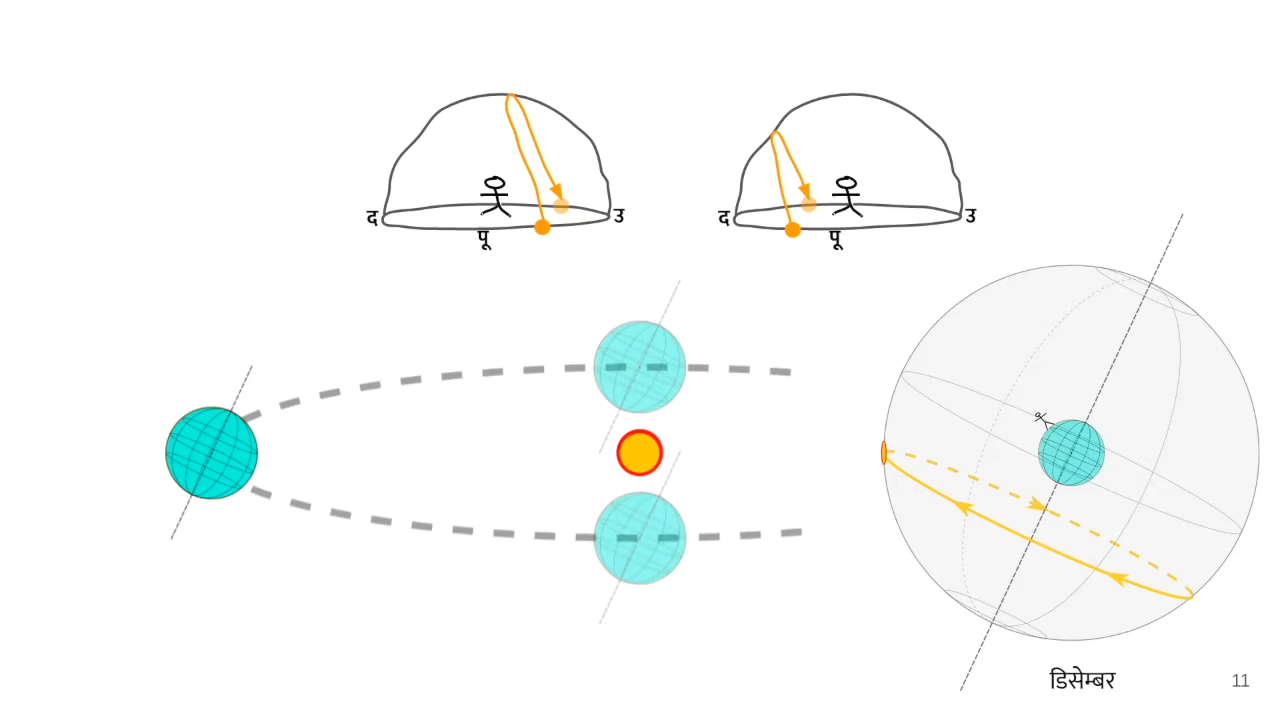 द उ द उ
पू पू
डिसेम्बर 11